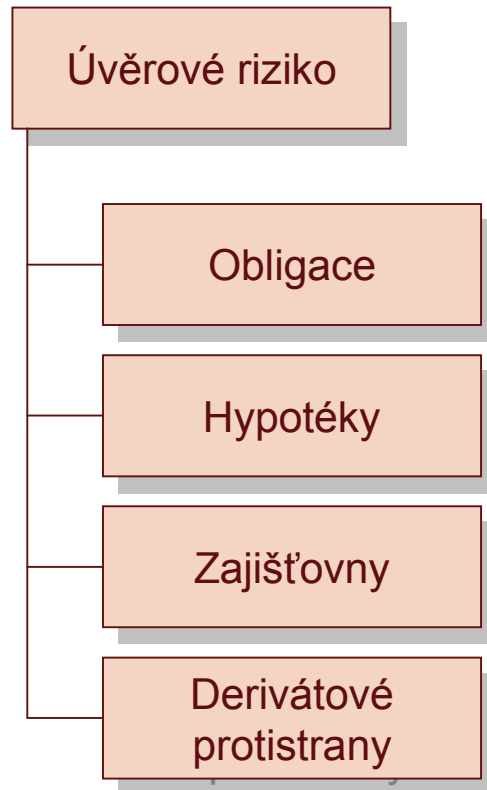 Úvěrové riziko
Obligace
Hypotéky
Zajišťovny
Derivátové
protistrany